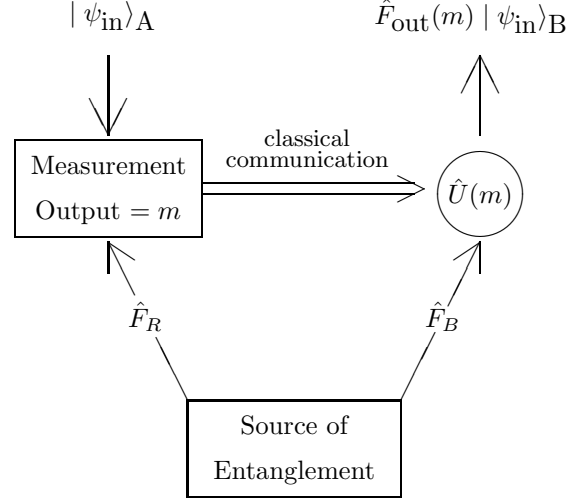 | ψ_in⟩_A
F̂_out(m) | ψ_in⟩_B
classical
communication
Measurement
Output = m
Û(m)
F̂_R
F̂_B
Source of
Entanglement